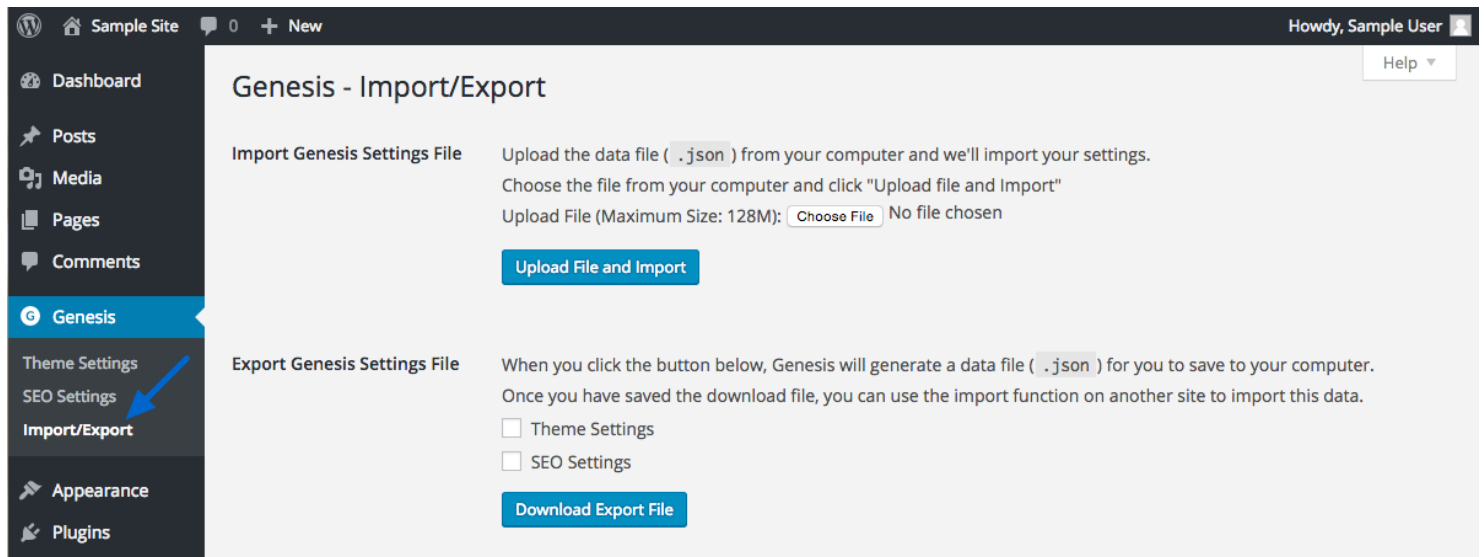 Sample Site 0 + New Howdy, Sample User
Help
Dashboard
Posts
Media
Pages
Comments
G Genesis
Theme Settings
SEO Settings
Import/Export
Appearance
Plugins
Genesis - Import/Export
Import Genesis Settings File
Upload the data file ( .json ) from your computer and we'll import your settings.
Choose the file from your computer and click "Upload file and Import"
Upload File (Maximum Size: 128M): Choose File No file chosen
Upload File and Import
Export Genesis Settings File
When you click the button below, Genesis will generate a data file ( .json ) for you to save to your computer.
Once you have saved the download file, you can use the import function on another site to import this data.
Theme Settings
SEO Settings
Download Export File